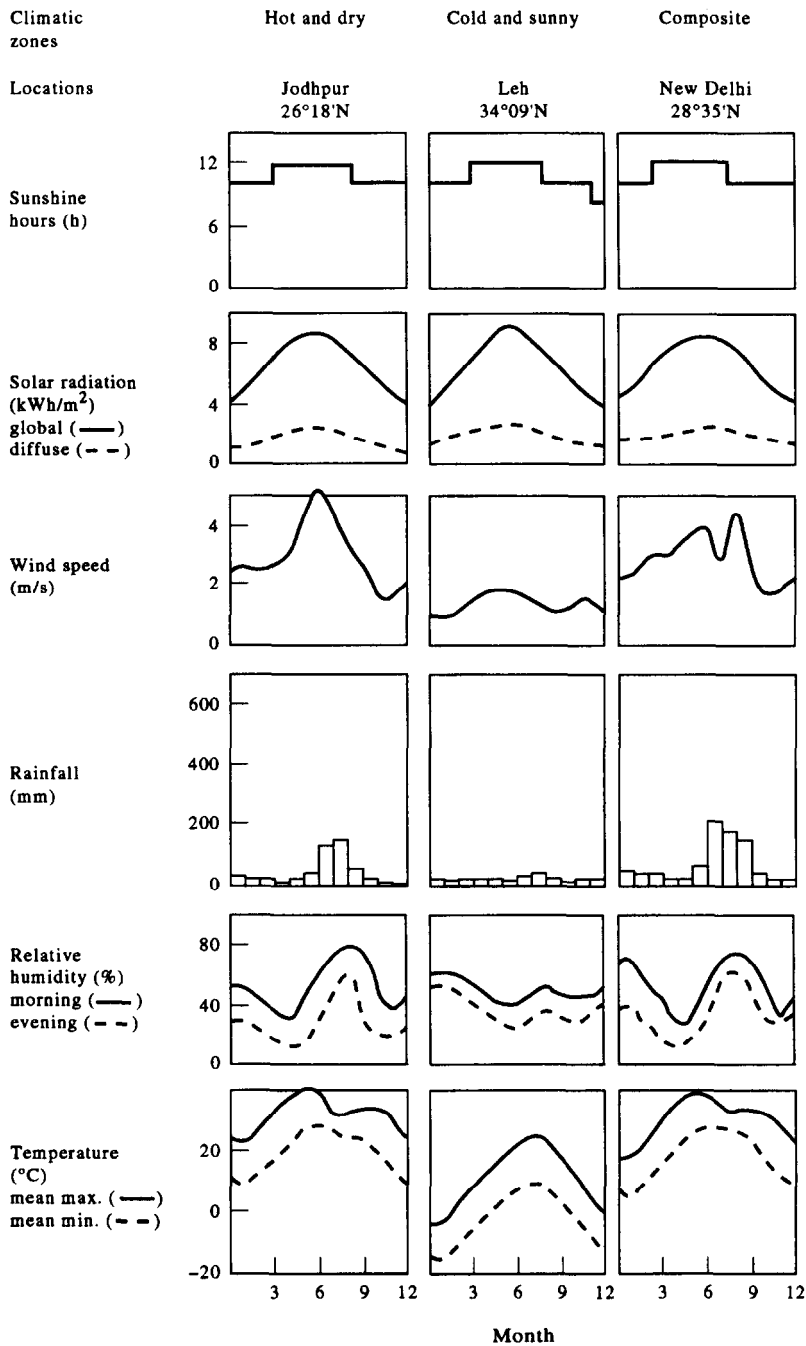 Climatic zones
Hot and dry
Cold and sunny
Composite
Locations
Jodhpur
26°18'N
Leh
34°09'N
New Delhi
28°35'N
Sunshine
hours (h)
12
6
0
Solar radiation
(kWh/m²)
global (——)
diffuse (– –)
8
4
0
Wind speed
(m/s)
4
2
0
Rainfall
(mm)
600
400
200
0
Relative
humidity (%)
morning (——)
evening (– –)
80
40
0
Temperature
(°C)
mean max. (——)
mean min. (– –)
20
0
−20
3 6 9 12
3 6 9 12
3 6 9 12
Month